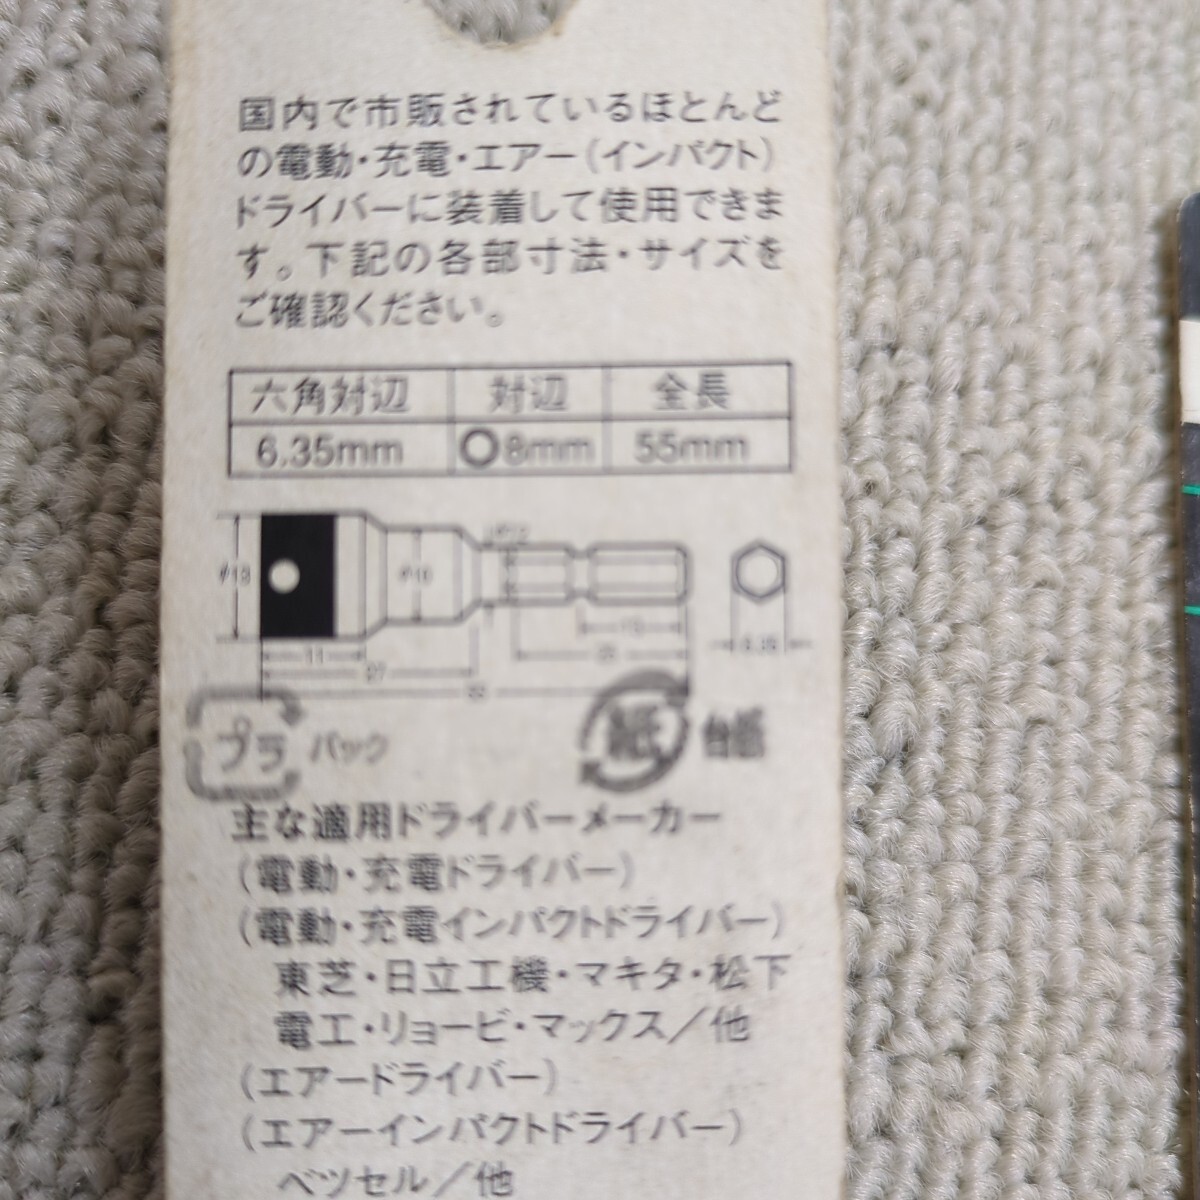 国内で市販されているほとんど
の電動・充電・エアー(インパクト)
ドライバーに装着して使用できま
す。下記の各部寸法・サイズを
ご確認ください。
六角対辺 対辺 全長
6.35mm 8mm 55mm
φ13 φ10
11
プラ パック 紙 台紙
主な適用ドライバーメーカー
(電動・充電ドライバー)
(電動・充電インパクトドライバー)
東芝・日立工機・マキタ・松下
電工・リョービ・マックス/他
(エアードライバー)
(エアーインパクトドライバー)
ベッセル/他